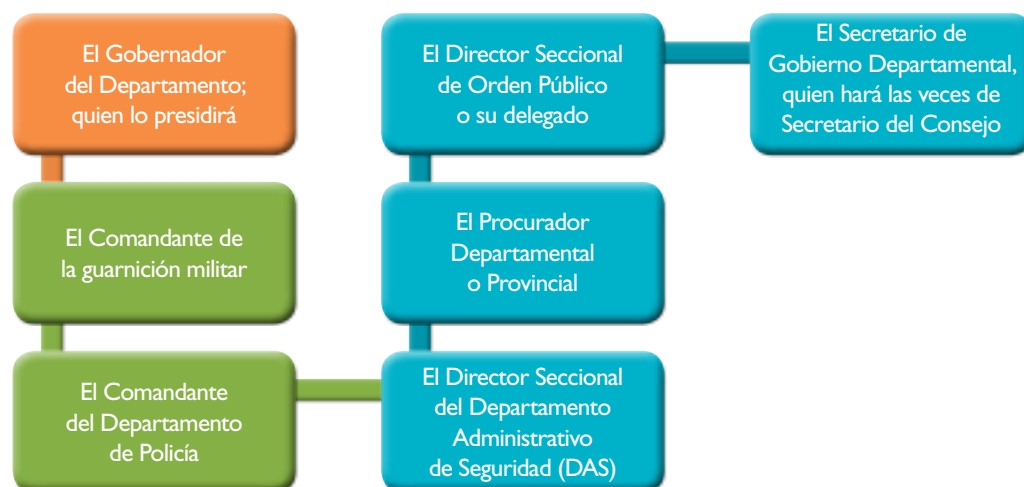 El Gobernador
del Departamento;
quien lo presidirá
El Comandante de
la guarnición militar
El Comandante
del Departamento
de Policía
El Director Seccional
del Departamento
Administrativo
de Seguridad (DAS)
El Procurador
Departamental
o Provincial
El Director Seccional
de Orden Público
o su delegado
El Secretario de
Gobierno Departamental,
quien hará las veces de
Secretario del Consejo